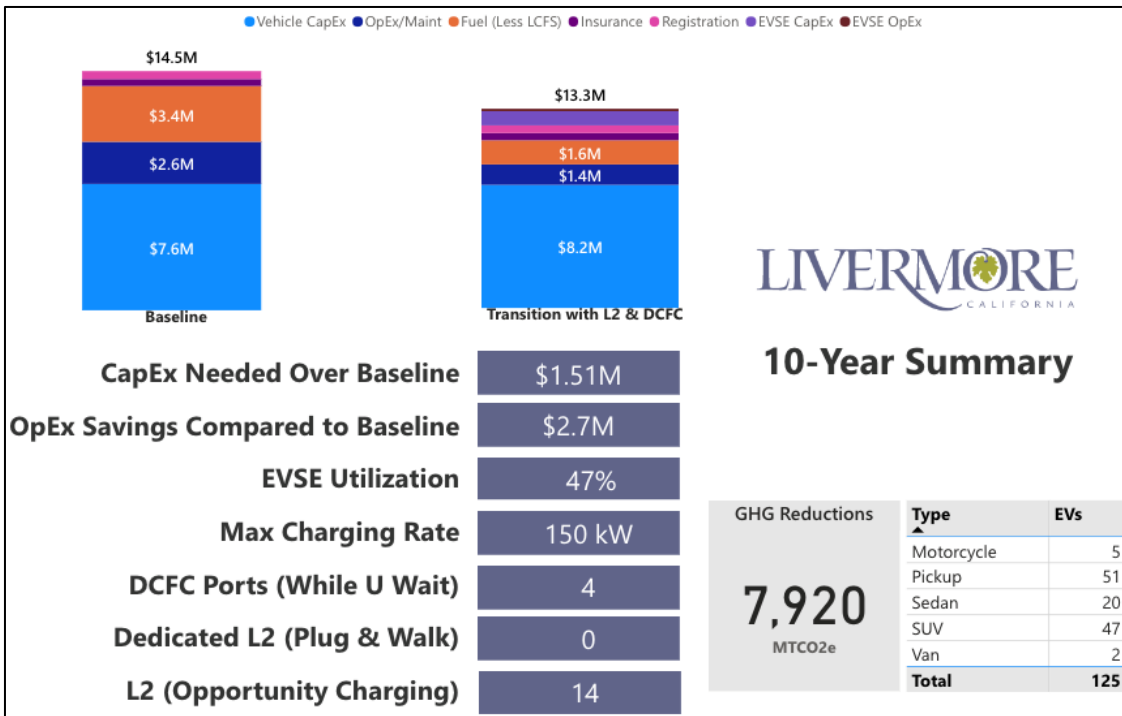 Vehicle CapEx OpEx/Maint Fuel (Less LCFS) Insurance Registration EVSE CapEx EVSE OpEx
$14.5M
$3.4M
$2.6M
$7.6M
Baseline
$13.3M
$1.6M
$1.4M
$8.2M
Transition with L2 & DCFC
LIVERMORE
CALIFORNIA
10-Year Summary
CapEx Needed Over Baseline $1.51M
OpEx Savings Compared to Baseline $2.7M
EVSE Utilization 47%
Max Charging Rate 150 kW
DCFC Ports (While U Wait) 4
Dedicated L2 (Plug & Walk) 0
L2 (Opportunity Charging) 14
GHG Reductions
7,920
MTCO2e
Type EVs
Motorcycle 5
Pickup 51
Sedan 20
SUV 47
Van 2
Total 125